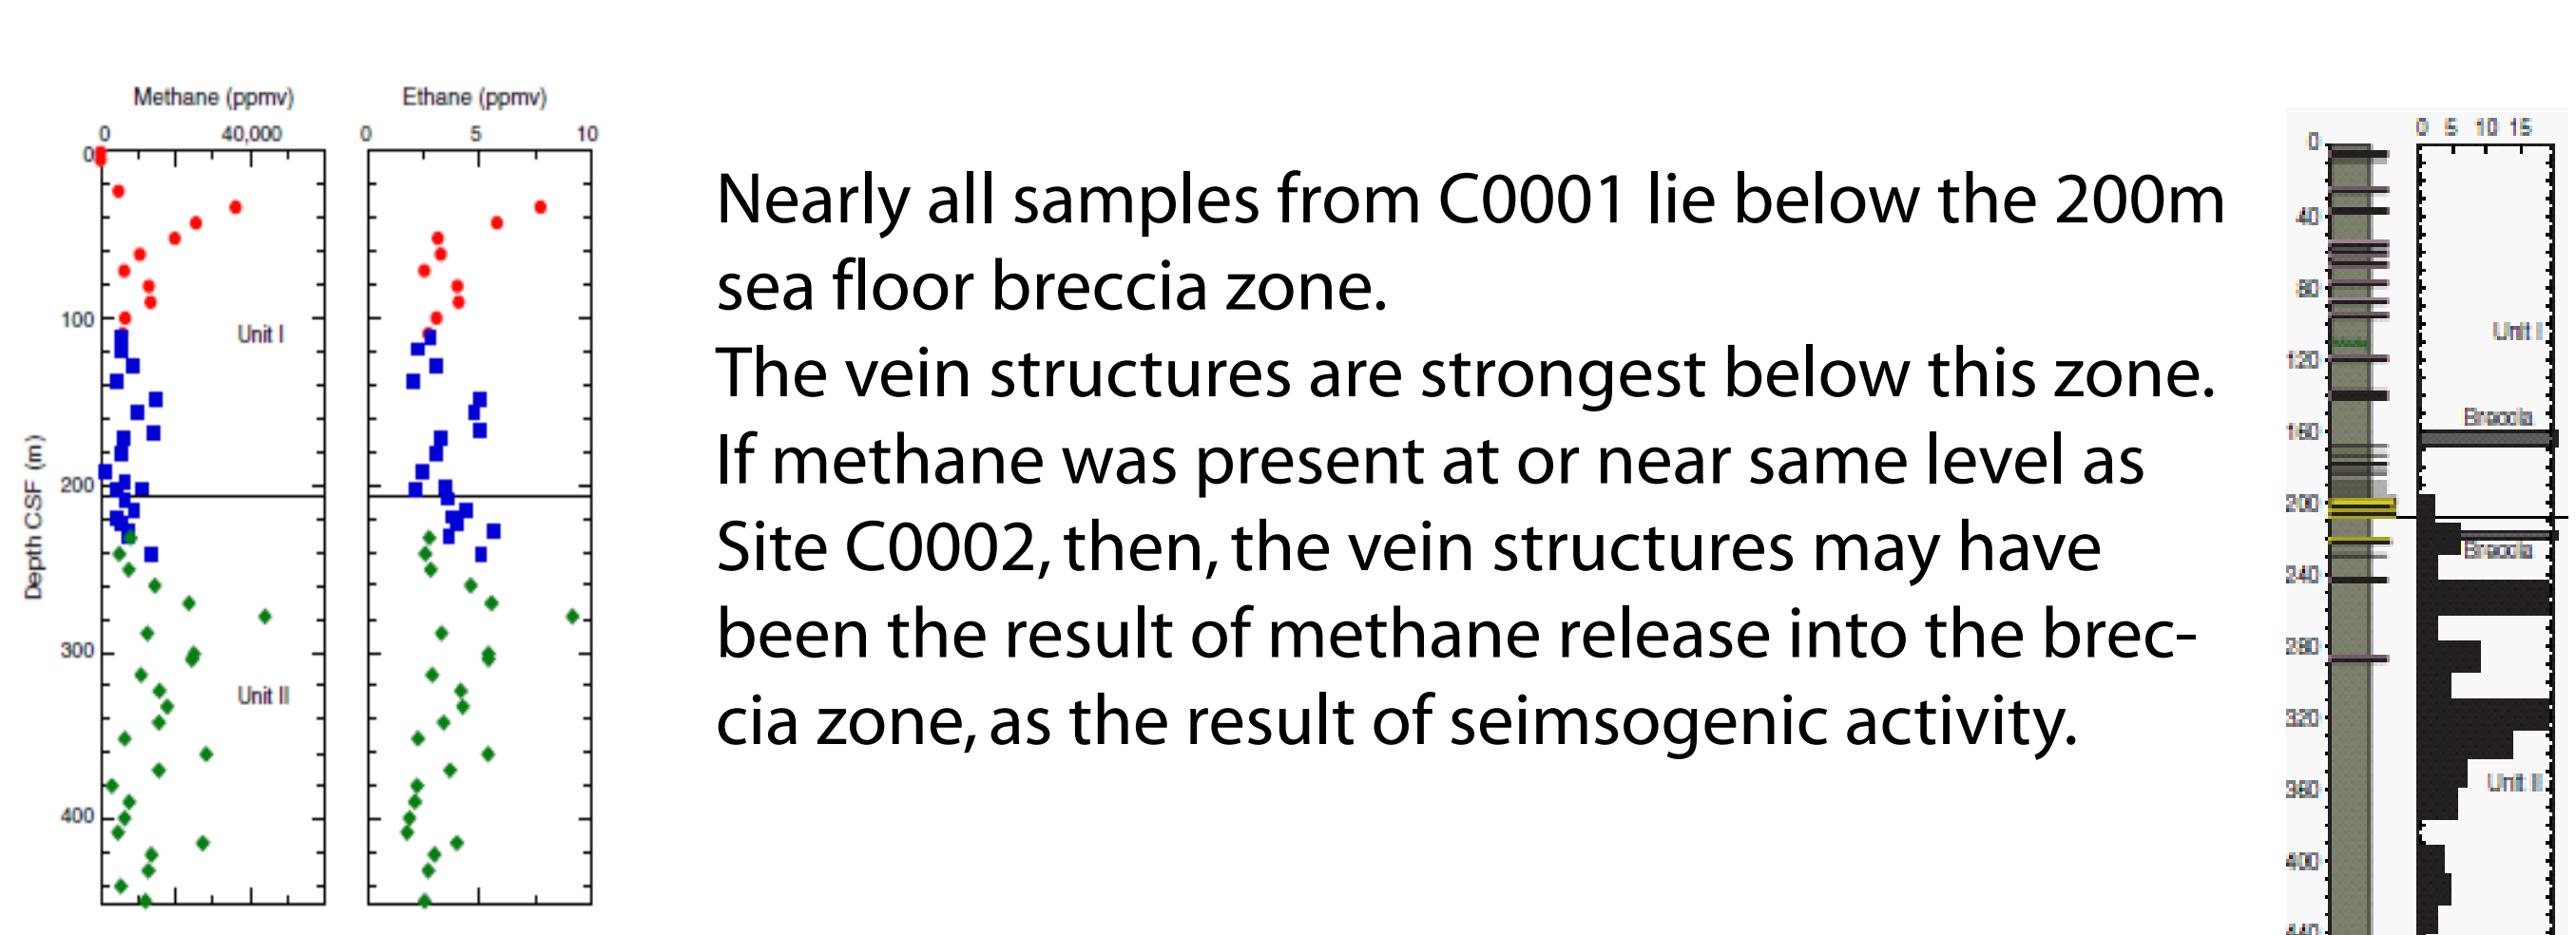 Methane (ppmv) Ethane (ppmv)
0 40,000 0 5 10
0
100
200
300
400
Depth CSF (m)
Unit I
Unit II
Nearly all samples from C0001 lie below the 200m
sea floor breccia zone.
The vein structures are strongest below this zone.
If methane was present at or near same level as
Site C0002, then, the vein structures may have
been the result of methane release into the brec-
cia zone, as the result of seimsogenic activity.
0 5 10 15
0
40
80
120
160
200
240
280
320
360
400
440
Unit I
Breccia
Breccia
Unit II